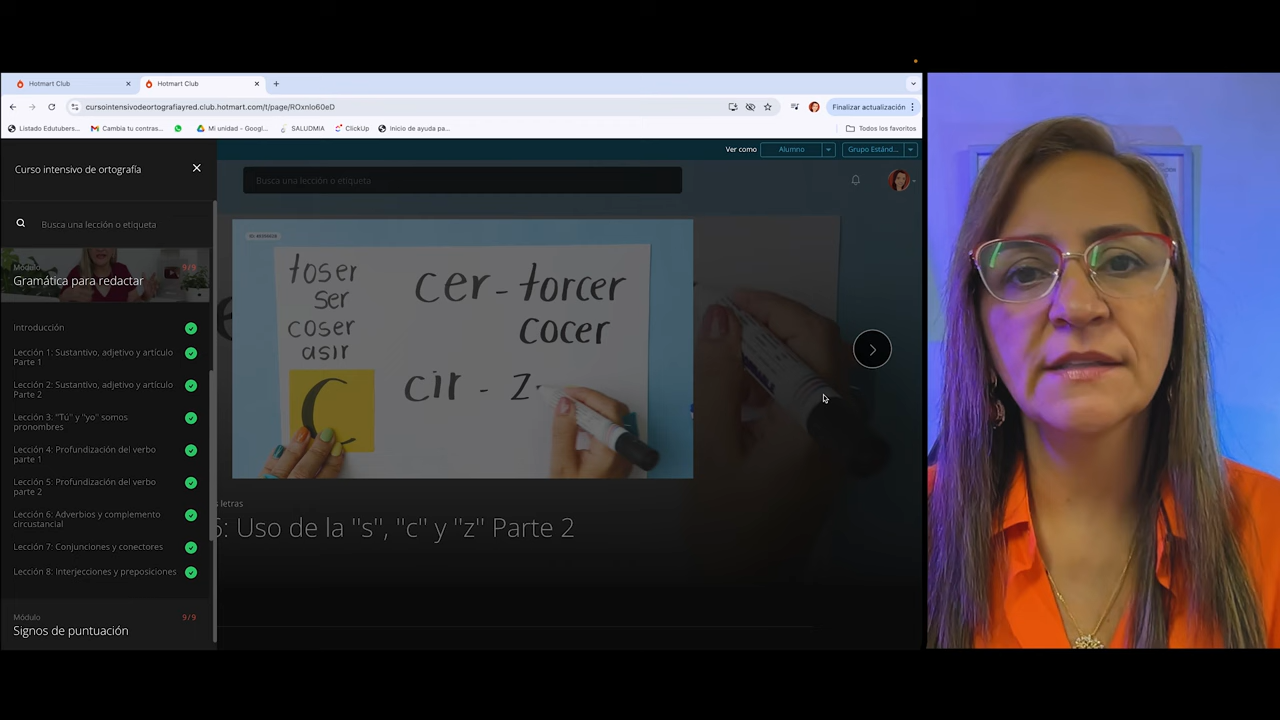 Hotmart Club
Hotmart Club
cursointensivodeortografiayred.club.hotmart.com/t/page/ROxnlo60eD
Finalizar actualización
Listado Edutubers...
Cambia tu contras...
Mi unidad - Googl...
SALUDMIA
ClickUp
Inicio de ayuda pa...
Todos los favoritos
Ver como
Alumno
Grupo Estánd...
Curso intensivo de ortografía
Busca una lección o etiqueta
Busca una lección o etiqueta
Módulo 9/9
Gramática para redactar
Introducción
Lección 1: Sustantivo, adjetivo y artículo
Parte 1
Lección 2: Sustantivo, adjetivo y artículo
Parte 2
Lección 3. "Tú" y "yo" somos
pronombres
Lección 4: Profundización del verbo
parte 1
Lección 5: Profundización del verbo
parte 2
Lección 6: Adverbios y complemento
circustancial
Lección 7: Conjunciones y conectores
Lección 8: Interjecciones y preposiciones
Módulo 9/9
Signos de puntuación
toser
ser
coser
asir
C
cer - torcer
cocer
cir - z
s letras
6: Uso de la "s", "c" y "z" Parte 2